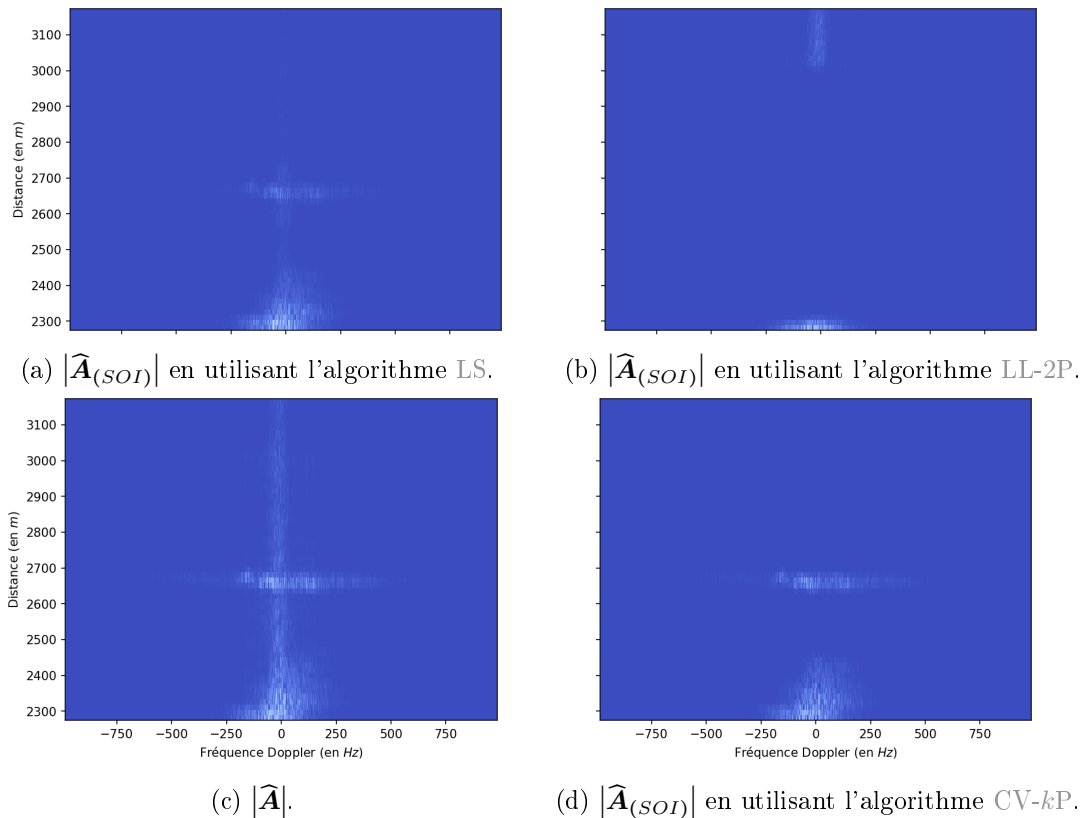 3100
3000
2900
2800
2700
2600
2500
2400
2300
Distance (en m)
(a) |Â(SOI)| en utilisant l'algorithme LS.
(b) |Â(SOI)| en utilisant l'algorithme LL-2P.
3100
3000
2900
2800
2700
2600
2500
2400
2300
Distance (en m)
−750 −500 −250 0 250 500 750
Fréquence Doppler (en Hz)
−750 −500 −250 0 250 500 750
Fréquence Doppler (en Hz)
(c) |Â|.
(d) |Â(SOI)| en utilisant l'algorithme CV-kP.